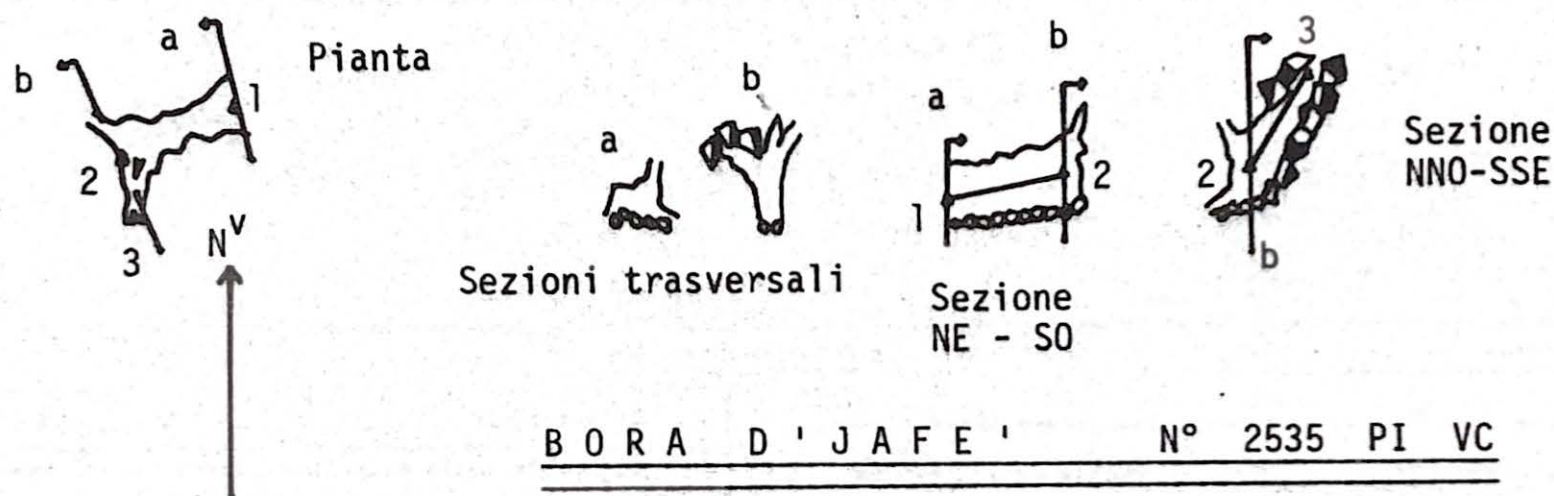 Pianta
a
b
1
2
3
N^v
a
b
Sezioni trasversali
a
b
1
2
Sezione
NE - SO
3
2
b
Sezione
NNO-SSE
BORA D'JAFE' N° 2535 PI VC